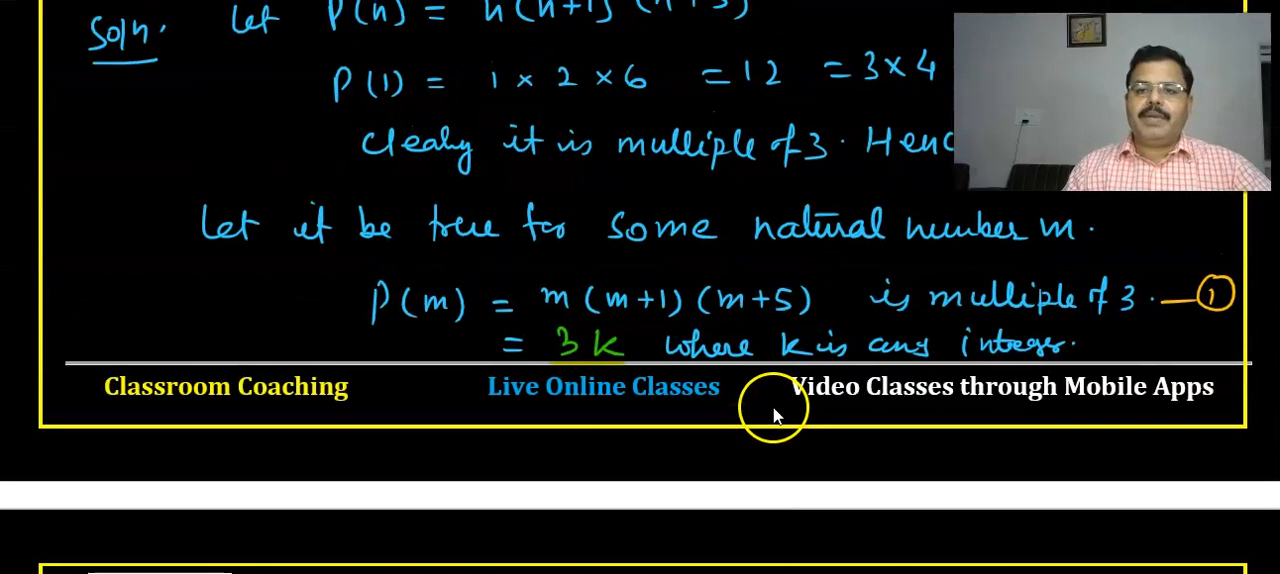 Soln. let P(n) = n(n+1)(n+5)
P(1) = 1 × 2 × 6 = 12 = 3×4
Clealy it is multiple of 3. Henc
Let it be true for some natural number m.
P(m) = m(m+1)(m+5) is multiple of 3. — 1
= 3k where k is any integer.
Classroom Coaching Live Online Classes Video Classes through Mobile Apps